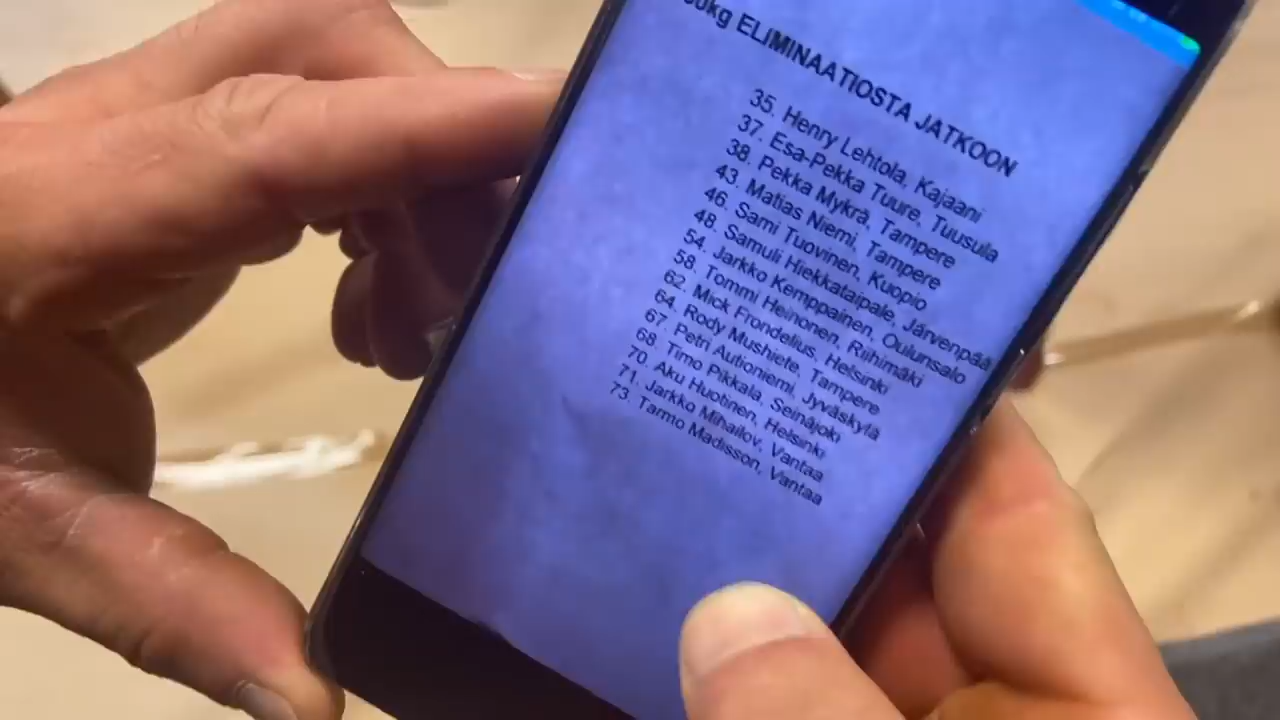 0kg ELIMINAATIOSTA JATKOON
35. Henry Lehtola, Kajaani
37. Esa-Pekka Tuure, Tuusula
38. Pekka Mykrä, Tampere
43. Matias Niemi, Tampere
46. Sami Tuovinen, Kuopio
48. Samuli Hiekkataipale, Järvenpää
54. Jarkko Kemppainen, Oulunsalo
58. Tommi Heinonen, Riihimäki
62. Mick Frondelius, Helsinki
64. Rody Mushiete, Tampere
67. Petri Autioniemi, Jyväskylä
68. Timo Pikkala, Seinäjoki
70. Aku Huotinen, Helsinki
71. Jarkko Mihailov, Vantaa
73. Tarmo Madisson, Vantaa